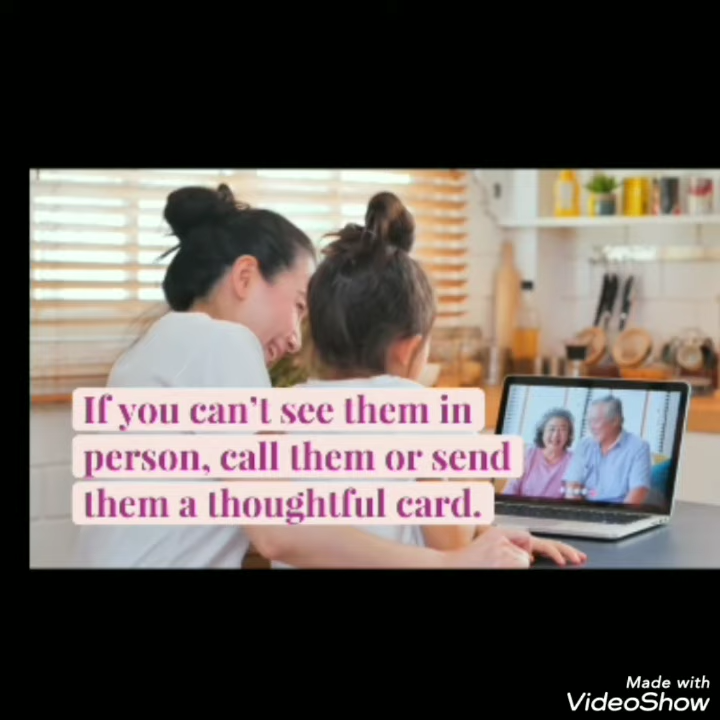 If you can't see them in
person, call them or send
them a thoughtful card.
Made with
VideoShow